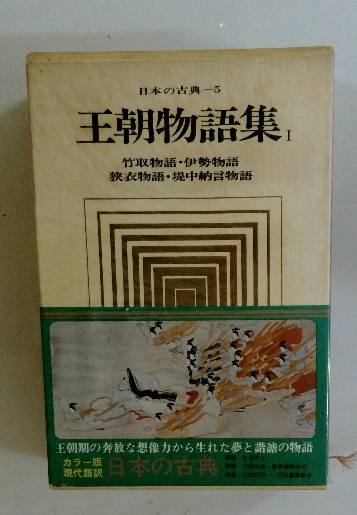 日本の古典—5
王朝物語集 I
竹取物語・伊勢物語
狭衣物語・堤中納言物語
王朝期の奔放な想像力から生れた夢と諧謔の物語
カラー版
現代語訳
日本の古典